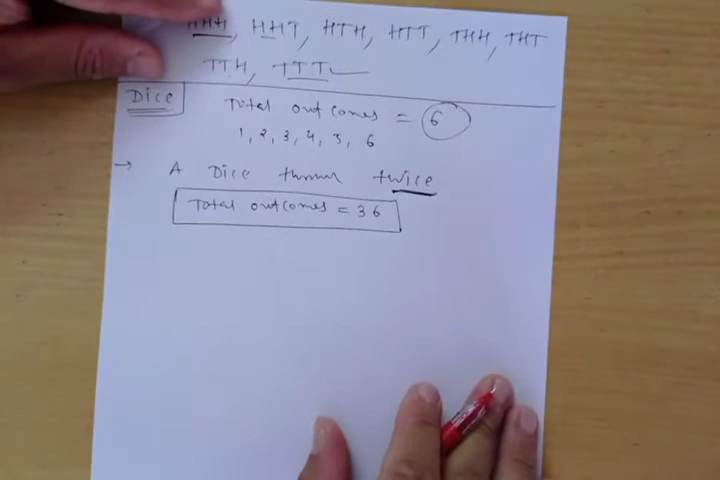 HHH, HHT, HTH, HTT, THH, THT
TTH, TTT
Dice
Total outcomes = 6
1, 2, 3, 4, 5, 6
→ A Dice thrown twice
Total outcomes = 36